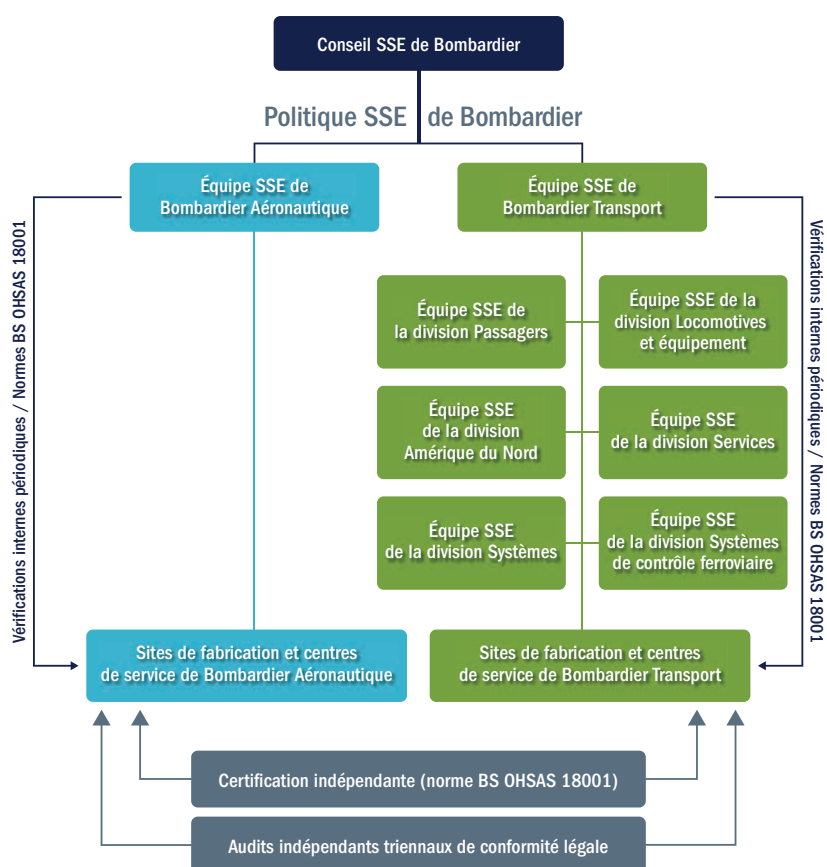 Conseil SSE de Bombardier
Politique SSE de Bombardier
Équipe SSE de
Bombardier Aéronautique
Équipe SSE de
Bombardier Transport
Vérifications internes périodiques / Normes BS OHSAS 18001
Vérifications internes périodiques / Normes BS OHSAS 18001
Équipe SSE de
la division Passagers
Équipe SSE de la
division Locomotives
et équipement
Équipe SSE
de la division
Amérique du Nord
Équipe SSE
de la division Services
Équipe SSE
de la division Systèmes
Équipe SSE
de la division Systèmes
de contrôle ferroviaire
Sites de fabrication et centres
de service de Bombardier Aéronautique
Sites de fabrication et centres
de service de Bombardier Transport
Certification indépendante (norme BS OHSAS 18001)
Audits indépendants triennaux de conformité légale